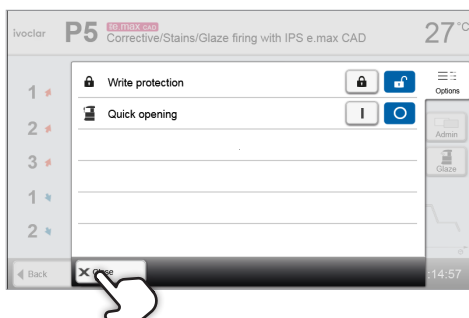 ivoclar P5 IPS e.max CAD 27°C
Corrective/Stains/Glaze firing with IPS e.max CAD
Write protection
Options
1
Quick opening
I O
2
Admin
3
Glaze
1
2
Back
Close
:14:57